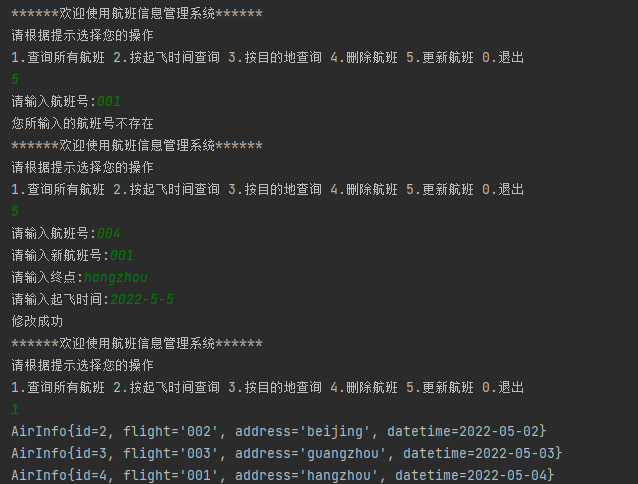 ******欢迎使用航班信息管理系统******
请根据提示选择您的操作
1.查询所有航班 2.按起飞时间查询 3.按目的地查询 4.删除航班 5.更新航班 0.退出
5
请输入航班号:001
您所输入的航班号不存在
******欢迎使用航班信息管理系统******
请根据提示选择您的操作
1.查询所有航班 2.按起飞时间查询 3.按目的地查询 4.删除航班 5.更新航班 0.退出
5
请输入航班号:004
请输入新航班号:001
请输入终点:hangzhou
请输入起飞时间:2022-5-5
修改成功
******欢迎使用航班信息管理系统******
请根据提示选择您的操作
1.查询所有航班 2.按起飞时间查询 3.按目的地查询 4.删除航班 5.更新航班 0.退出
1
AirInfo{id=2, flight='002', address='beijing', datetime=2022-05-02}
AirInfo{id=3, flight='003', address='guangzhou', datetime=2022-05-03}
AirInfo{id=4, flight='001', address='hangzhou', datetime=2022-05-04}